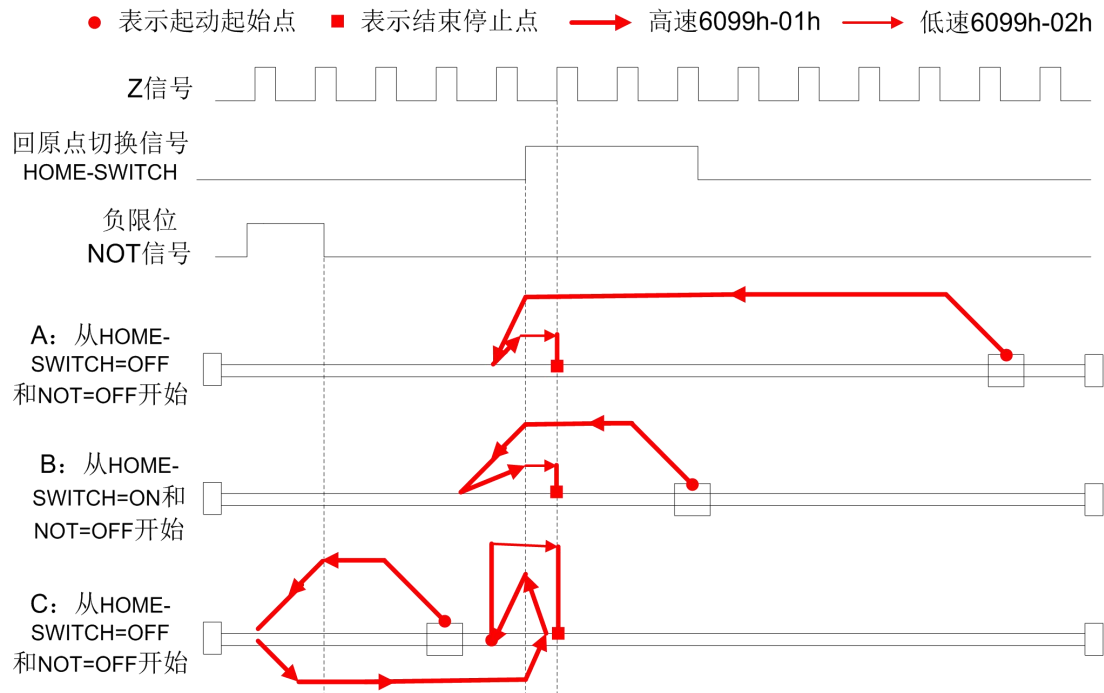 表示起动起始点 表示结束停止点 高速6099h-01h 低速6099h-02h
Z信号
回原点切换信号
HOME-SWITCH
负限位
NOT信号
A：从HOME-
SWITCH=OFF
和NOT=OFF开始
B：从HOME-
SWITCH=ON和
NOT=OFF开始
C：从HOME-
SWITCH=OFF
和NOT=OFF开始